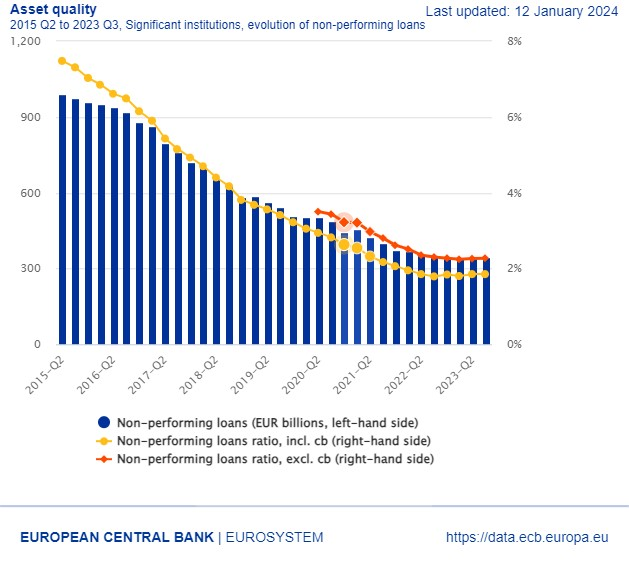 Asset quality
Last updated: 12 January 2024
2015 Q2 to 2023 Q3, Significant institutions, evolution of non-performing loans
1,200
8%
900
6%
600
4%
300
2%
0
0%
2015-Q2
2016-Q2
2017-Q2
2018-Q2
2019-Q2
2020-Q2
2021-Q2
2022-Q2
2023-Q2
Non-performing loans (EUR billions, left-hand side)
Non-performing loans ratio, incl. cb (right-hand side)
Non-performing loans ratio, excl. cb (right-hand side)
EUROPEAN CENTRAL BANK | EUROSYSTEM
https://data.ecb.europa.eu